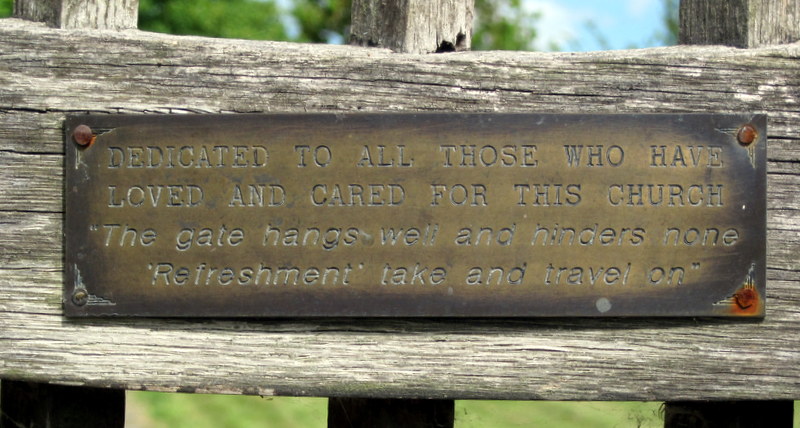 DEDICATED TO ALL THOSE WHO HAVE
LOVED AND CARED FOR THIS CHURCH
"The gate hangs well and hinders none
'Refreshment' take and travel on"